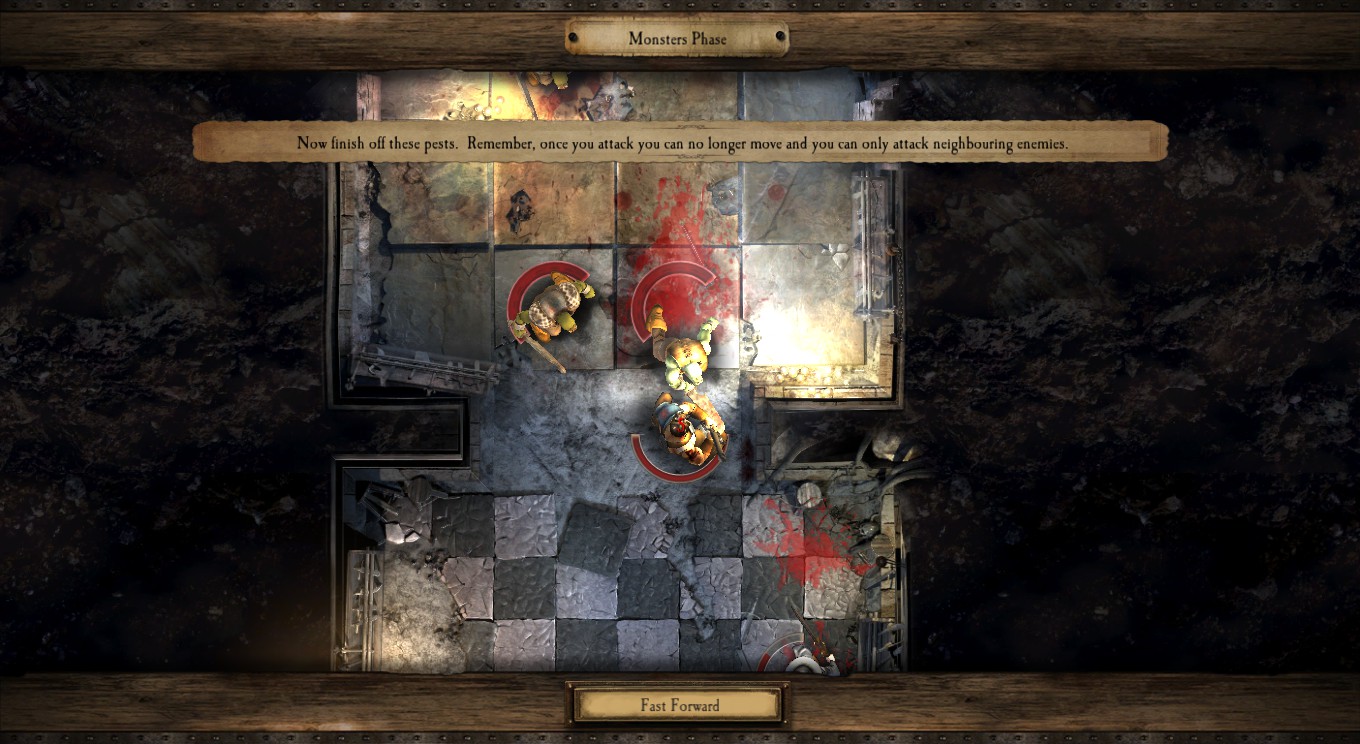 Monsters Phase
Now finish off these pests.  Remember, once you attack you can no longer move and you can only attack neighbouring enemies.
Fast Forward